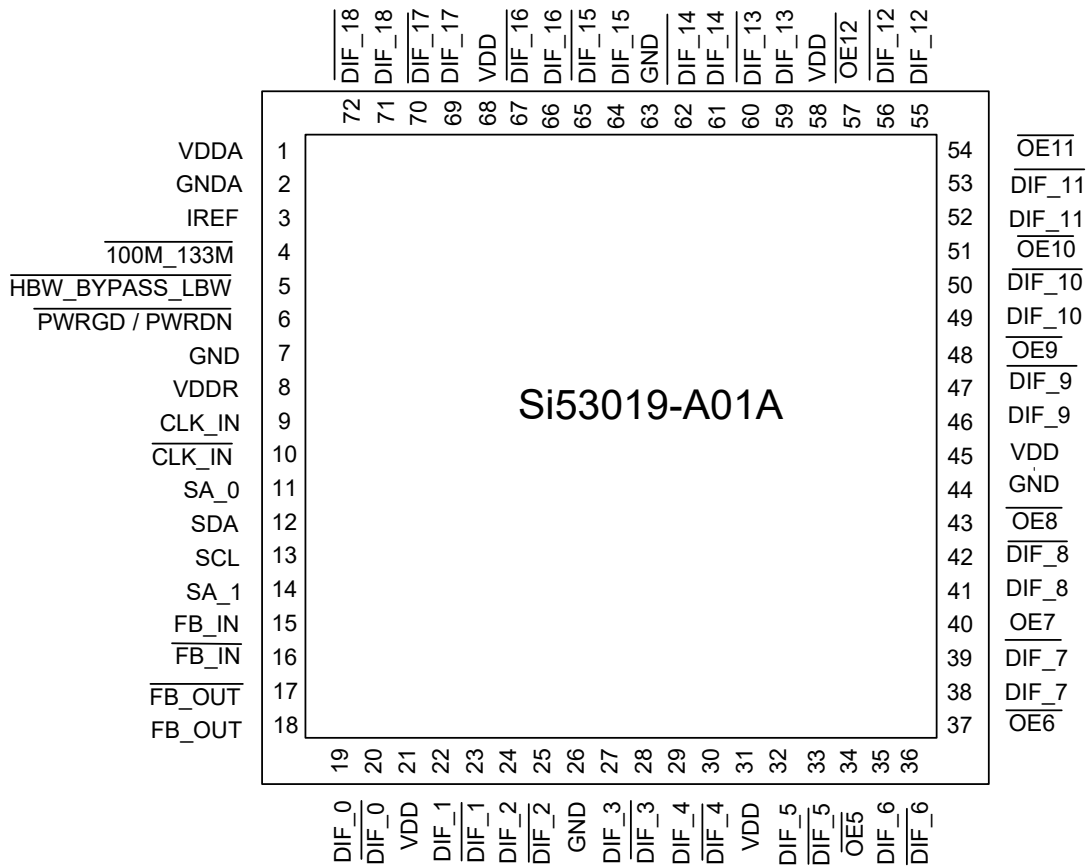 DIF_18
DIF_18
DIF_17
DIF_17
VDD
DIF_16
DIF_16
DIF_15
DIF_15
GND
DIF_14
DIF_14
DIF_13
DIF_13
VDD
OE12
DIF_12
DIF_12
72
71
70
69
68
67
66
65
64
63
62
61
60
59
58
57
56
55
VDDA 1
GNDA 2
IREF 3
100M_133M 4
HBW_BYPASS_LBW 5
PWRGD / PWRDN 6
GND 7
VDDR 8
CLK_IN 9
CLK_IN 10
SA_0 11
SDA 12
SCL 13
SA_1 14
FB_IN 15
FB_IN 16
FB_OUT 17
FB_OUT 18
Si53019-A01A
54 OE11
53 DIF_11
52 DIF_11
51 OE10
50 DIF_10
49 DIF_10
48 OE9
47 DIF_9
46 DIF_9
45 VDD
44 GND
43 OE8
42 DIF_8
41 DIF_8
40 OE7
39 DIF_7
38 DIF_7
37 OE6
19
20
21
22
23
24
25
26
27
28
29
30
31
32
33
34
35
36
DIF_0
DIF_0
VDD
DIF_1
DIF_1
DIF_2
DIF_2
GND
DIF_3
DIF_3
DIF_4
DIF_4
VDD
DIF_5
DIF_5
OE5
DIF_6
DIF_6